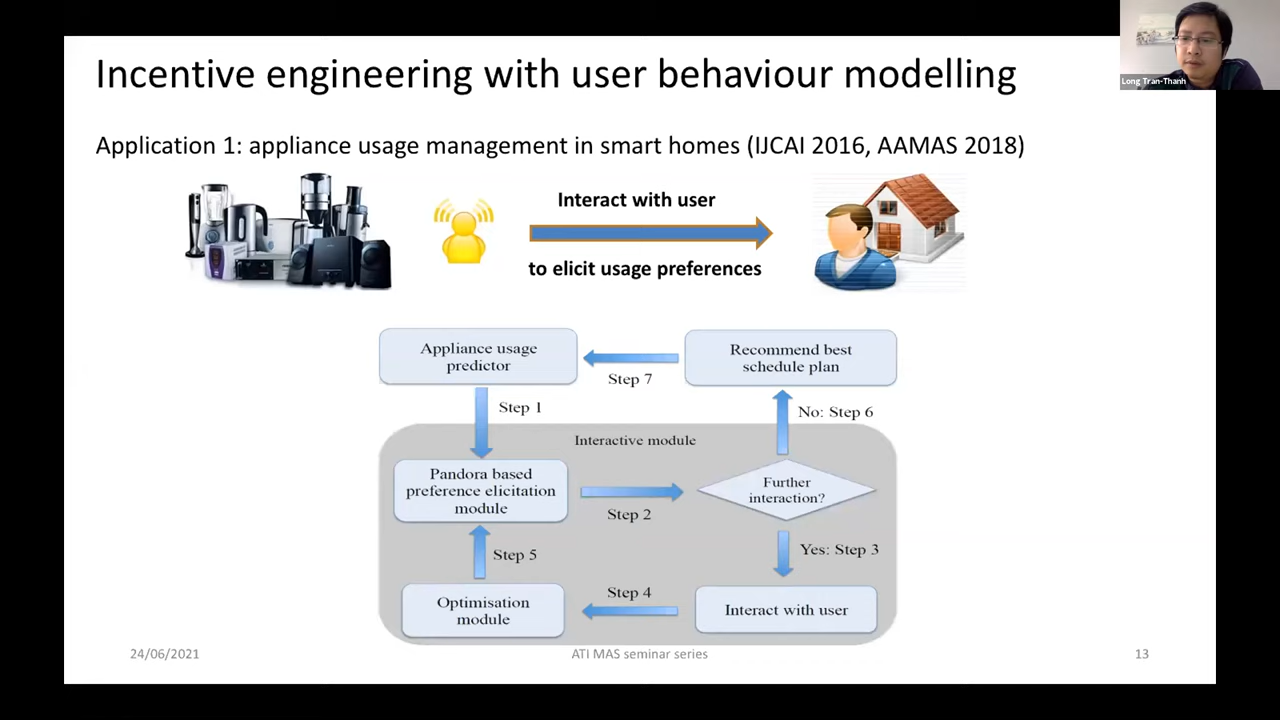 Incentive engineering with user behaviour modelling
Long Tran-Thanh
Application 1: appliance usage management in smart homes (IJCAI 2016, AAMAS 2018)
Interact with user
to elicit usage preferences
Appliance usage
predictor
Step 7
Recommend best
schedule plan
Step 1
No: Step 6
Interactive module
Pandora based
preference elicitation
module
Step 2
Further
interaction?
Step 5
Yes: Step 3
Optimisation
module
Step 4
Interact with user
24/06/2021
ATI MAS seminar series
13